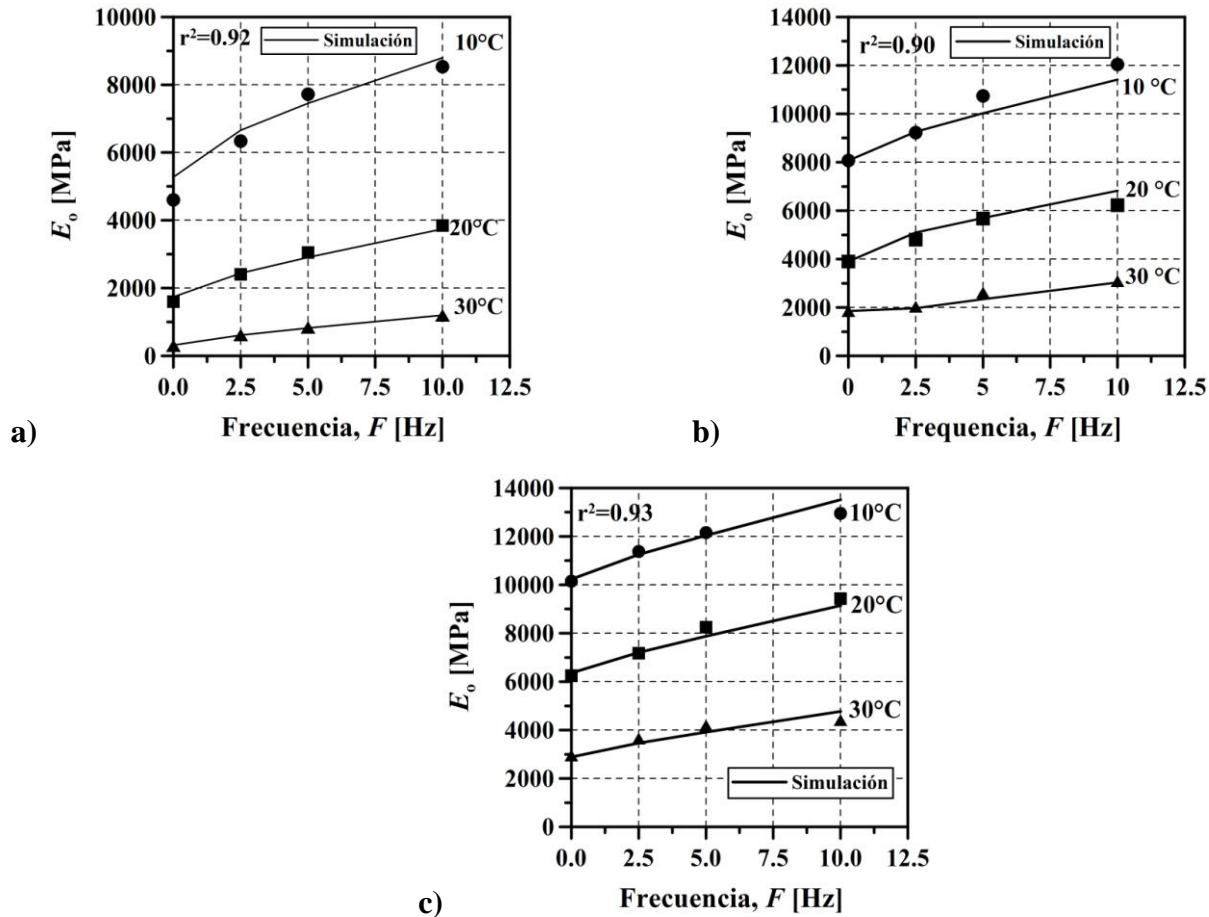 10000
8000
6000
4000
2000
0
E₀ [MPa]
r²=0.92
Simulación
10°C
20°C
30°C
0.0 2.5 5.0 7.5 10.0 12.5
Frecuencia, F [Hz]
a)
14000
12000
10000
8000
6000
4000
2000
0
E₀ [MPa]
r²=0.90
Simulación
10 °C
20 °C
30 °C
0 2.5 5 7.5 10 12.5
Frequencia, F [Hz]
b)
14000
12000
10000
8000
6000
4000
2000
0
E₀ [MPa]
r²=0.93
10°C
20°C
30°C
Simulación
0.0 2.5 5.0 7.5 10.0 12.5
Frecuencia, F [Hz]
c)